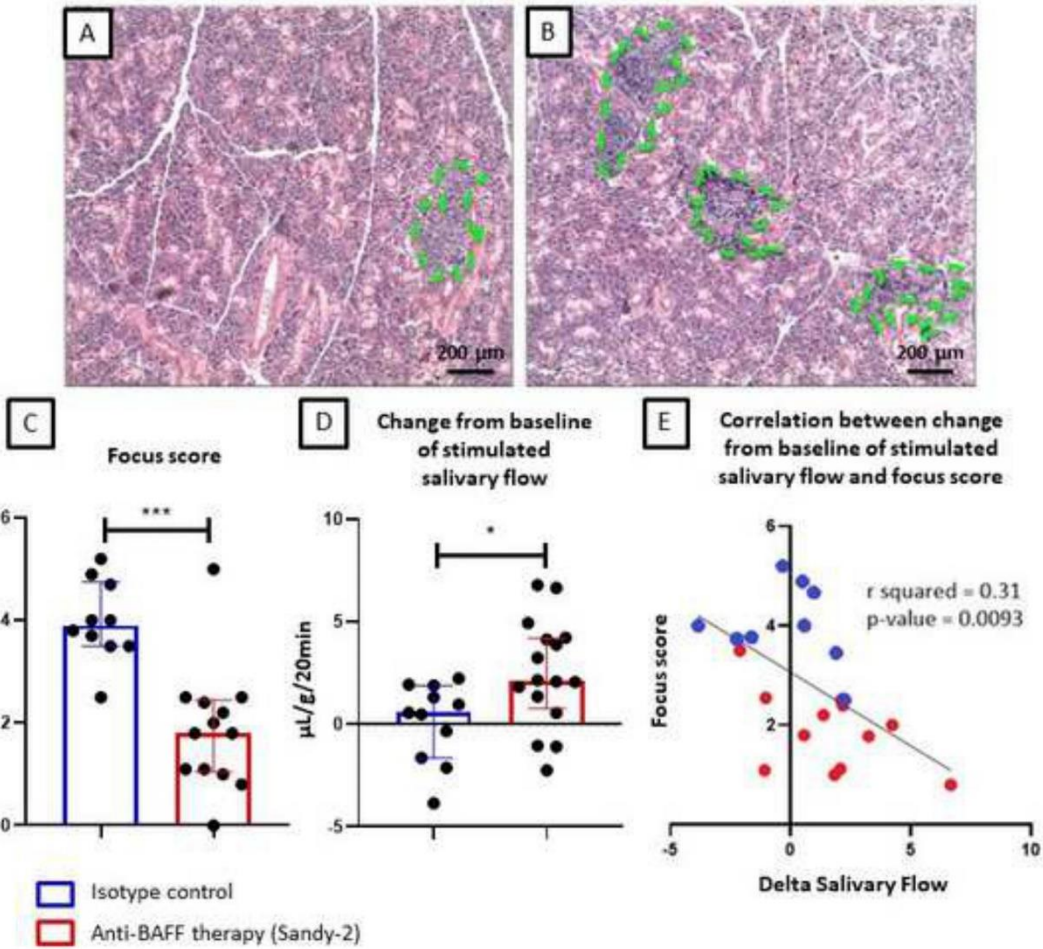 A
B
200 µm
200 µm
C
Focus score
***
6
4
2
0
D
Change from baseline
of stimulated
salivary flow
*
10
5
0
-5
µL/g/20min
E
Correlation between change
from baseline of stimulated
salivary flow and focus score
6
4
2
r squared = 0.31
p-value = 0.0093
Focus score
-5
0
5
10
Delta Salivary Flow
Isotype control
Anti-BAFF therapy (Sandy-2)